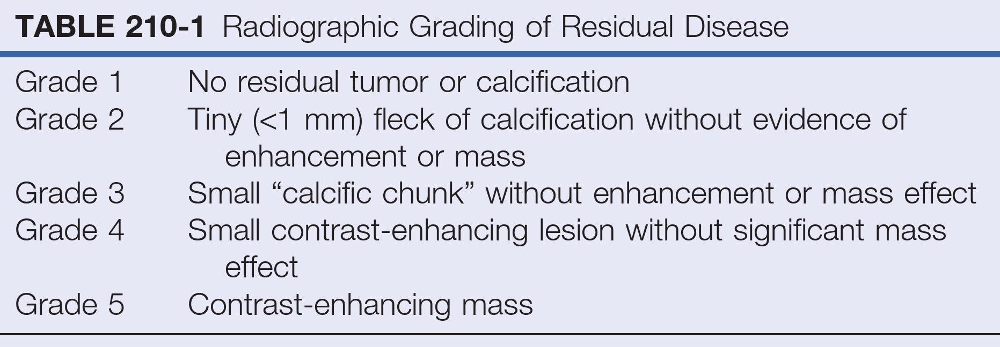 TABLE 210-1 Radiographic Grading of Residual Disease
Grade 1 No residual tumor or calcification
Grade 2 Tiny (<1 mm) fleck of calcification without evidence of
enhancement or mass
Grade 3 Small “calcific chunk” without enhancement or mass effect
Grade 4 Small contrast-enhancing lesion without significant mass
effect
Grade 5 Contrast-enhancing mass